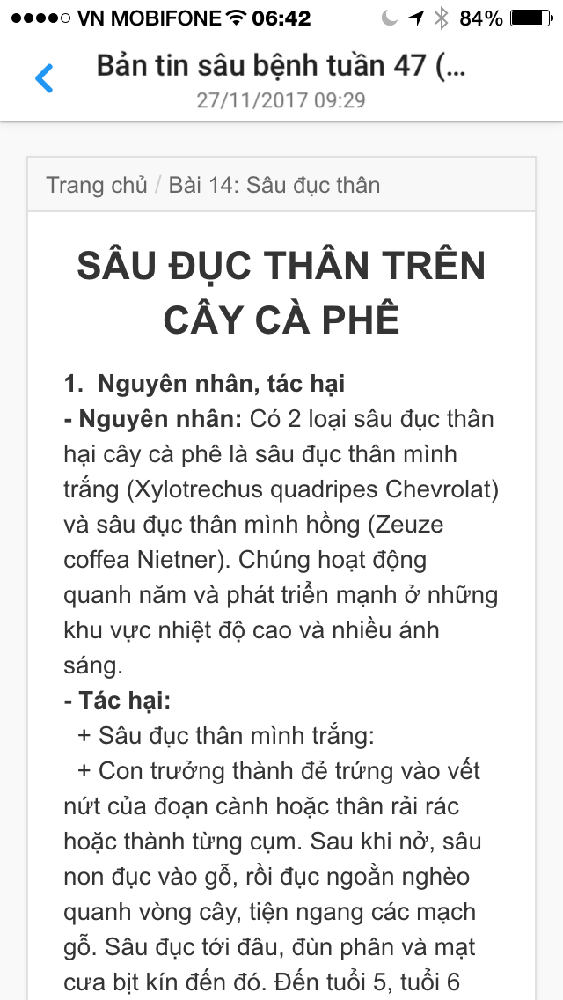 VN MOBIFONE 06:42 84%
Bản tin sâu bệnh tuần 47 (...
27/11/2017 09:29
Trang chủ / Bài 14: Sâu đục thân
SÂU ĐỤC THÂN TRÊN
CÂY CÀ PHÊ
1. Nguyên nhân, tác hại
- Nguyên nhân: Có 2 loại sâu đục thân
hại cây cà phê là sâu đục thân mình
trắng (Xylotrechus quadripes Chevrolat)
và sâu đục thân mình hồng (Zeuze
coffea Nietner). Chúng hoạt động
quanh năm và phát triển mạnh ở những
khu vực nhiệt độ cao và nhiều ánh
sáng.
- Tác hại:
+ Sâu đục thân mình trắng:
+ Con trưởng thành đẻ trứng vào vết
nứt của đoạn cành hoặc thân rải rác
hoặc thành từng cụm. Sau khi nở, sâu
non đục vào gỗ, rồi đục ngoằn nghèo
quanh vòng cây, tiện ngang các mạch
gỗ. Sâu đục tới đâu, đùn phân và mạt
cưa bịt kín đến đó. Đến tuổi 5, tuổi 6